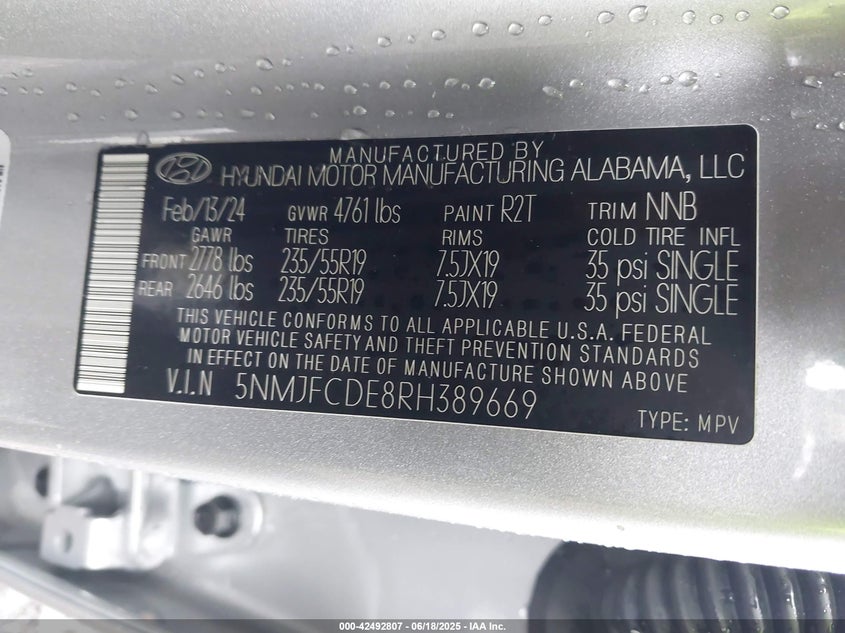 MANUFACTURED BY
HYUNDAI MOTOR MANUFACTURING ALABAMA, LLC
Feb/13/24 GVWR 4761 lbs PAINT R2T TRIM NNB
GAWR TIRES RIMS COLD TIRE INFL
FRONT 2778 lbs 235/55R19 7.5JX19 35 psi SINGLE
REAR 2646 lbs 235/55R19 7.5JX19 35 psi SINGLE
THIS VEHICLE CONFORMS TO ALL APPLICABLE U.S.A. FEDERAL
MOTOR VEHICLE SAFETY AND THEFT PREVENTION STANDARDS
IN EFFECT ON THE DATE OF MANUFACTURE SHOWN ABOVE
V.I.N 5NMJFCDE8RH389669
TYPE: MPV
000-42492807 - 06/18/2025 - IAA Inc.